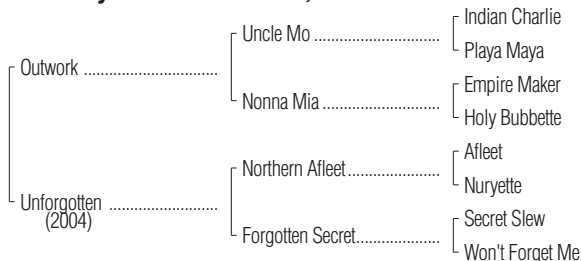 Indian Charlie
Uncle Mo ..............................
Playa Maya
Outwork ................................
Empire Maker
Nonna Mia ............................
Holy Bubbette
Afleet
Northern Afleet......................
Nuryette
Unforgotten ..........................
(2004)
Secret Slew
Forgotten Secret....................
Won't Forget Me